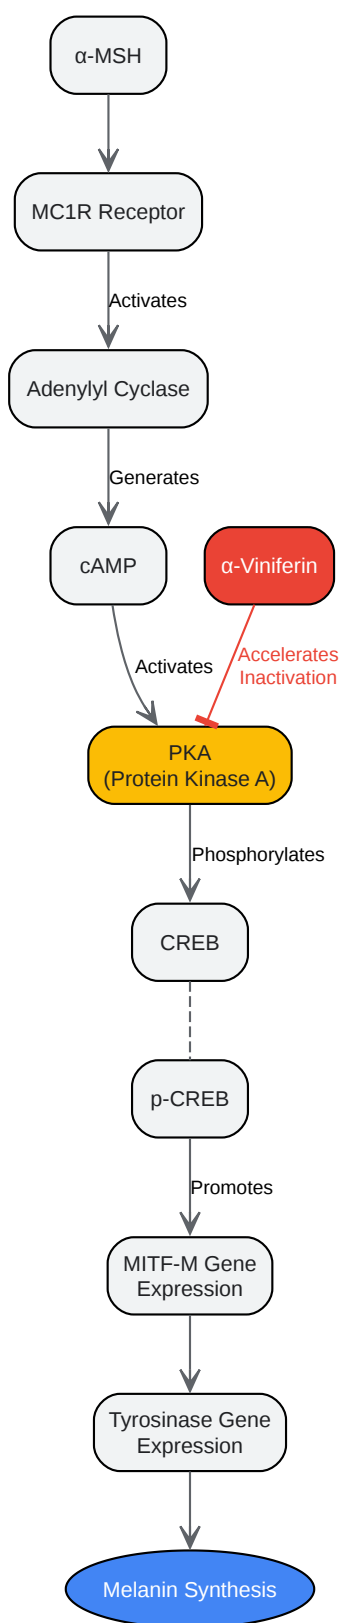 α-MSH
MC1R Receptor
Activates
Adenylyl Cyclase
Generates
cAMP
α-Viniferin
Activates
Accelerates
Inactivation
PKA
(Protein Kinase A)
Phosphorylates
CREB
p-CREB
Promotes
MITF-M Gene
Expression
Tyrosinase Gene
Expression
Melanin Synthesis